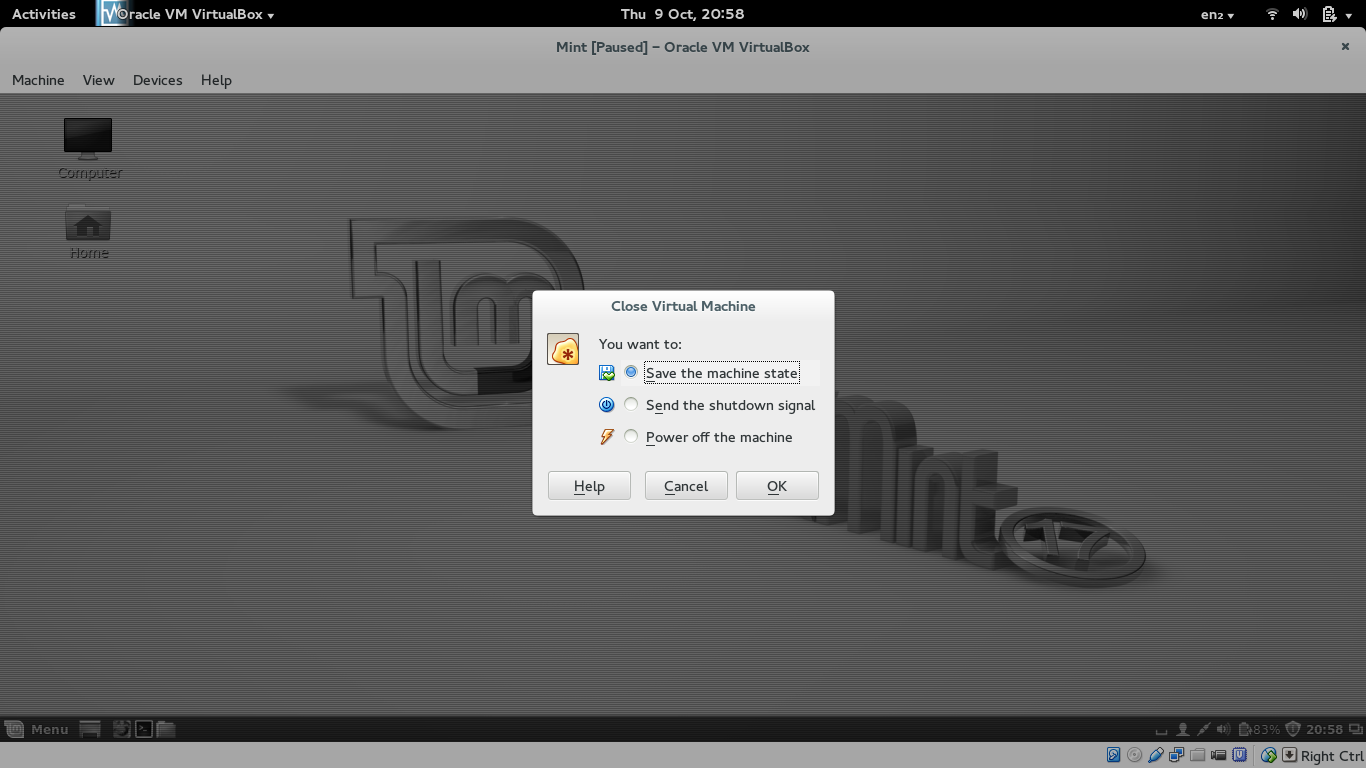 Activities Oracle VM VirtualBox Thu 9 Oct, 20:58 en2
Mint [Paused] – Oracle VM VirtualBox
Machine View Devices Help
Computer
Home
Close Virtual Machine
You want to:
Save the machine state
Send the shutdown signal
Power off the machine
Help Cancel OK
Mint 17
Menu 83% 20:58
Right Ctrl